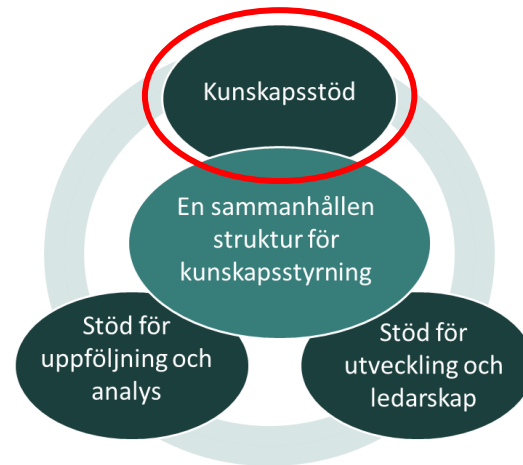 Kunskapsstöd
En sammanhållen
struktur för
kunskapsstyrning
Stöd för
uppföljning och
analys
Stöd för
utveckling och
ledarskap